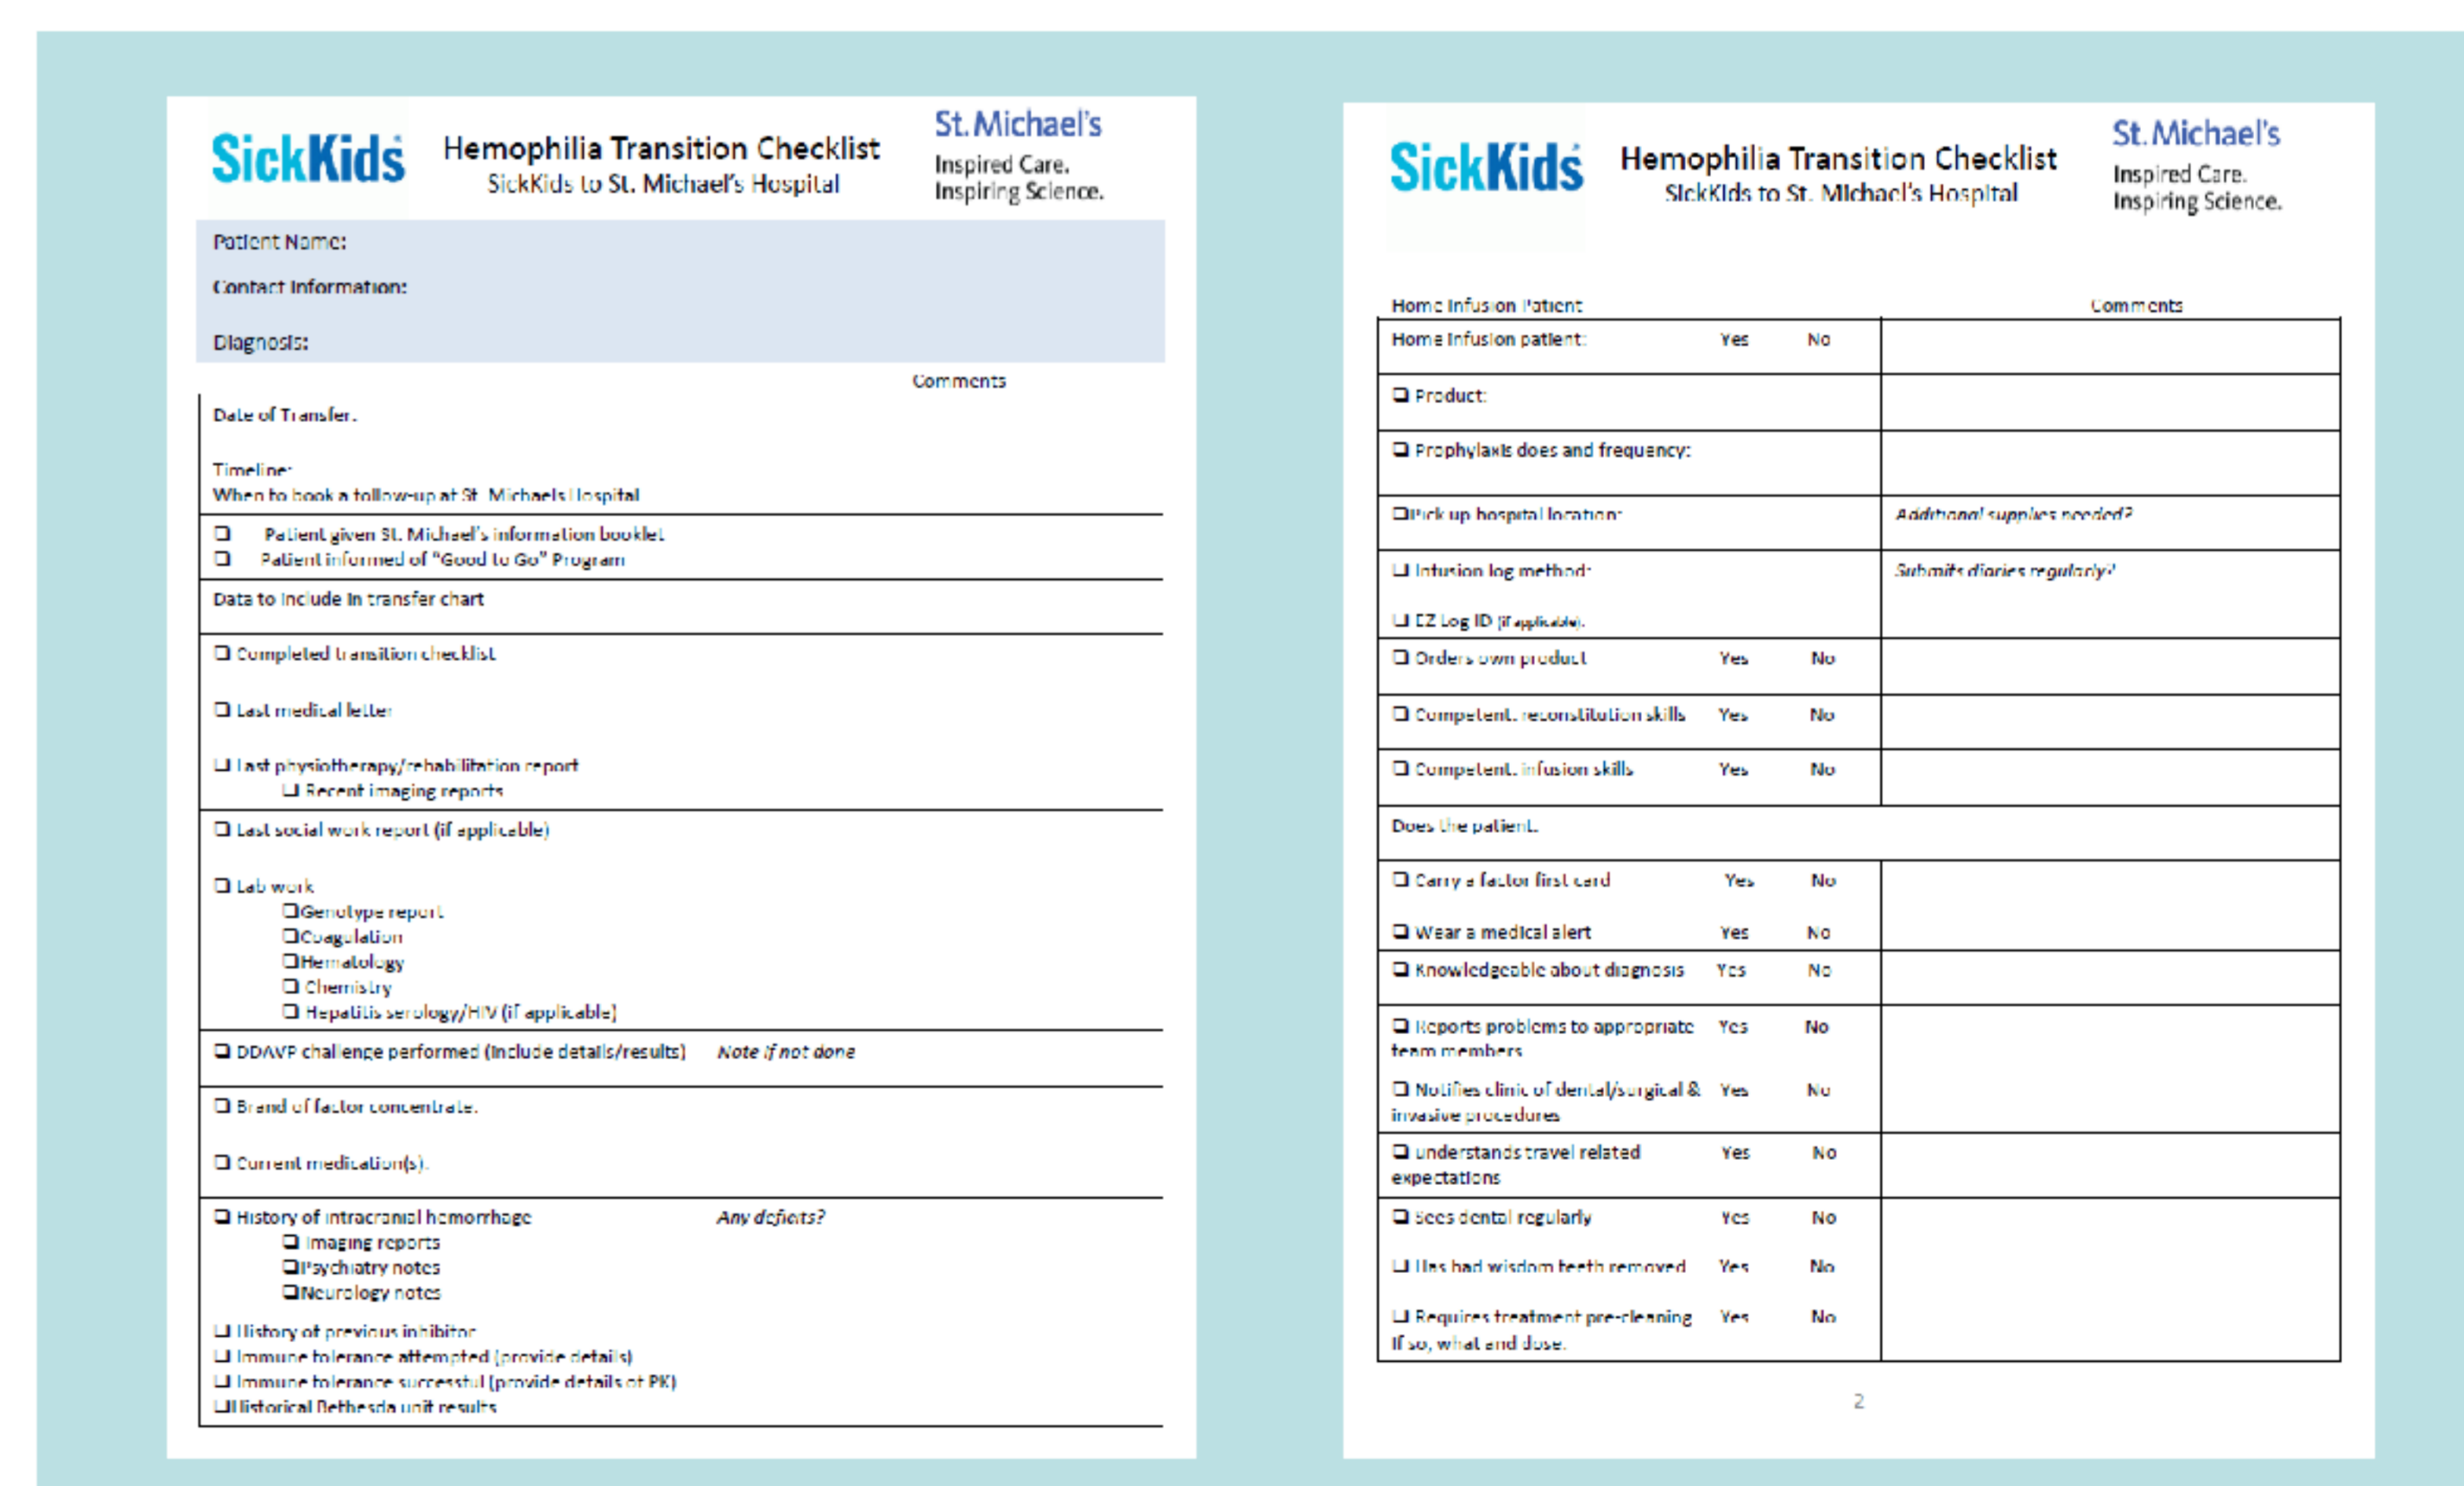 SickKids
Hemophilia Transition Checklist
SickKids to St. Michael's Hospital
St. Michael's
Inspired Care.
Inspiring Science.
Patient Name:
Contact Information:
Diagnosis:
Comments
Date of Transfer:
Timeline:
When to book a follow-up at St. Michaels Hospital
❑ Patient given St. Michael's information booklet
❑ Patient informed of "Good to Go" Program
Data to include in transfer chart
❑ Completed transition checklist
❑ Last medical letter
❑ Last physiotherapy/rehabilitation report
❑ Recent imaging reports
❑ Last social work report (if applicable)
❑ Lab work
❑Genotype report
❑Coagulation
❑Hematology
❑ Chemistry
❑ Hepatitis serology/HIV (if applicable)
❑ DDAVP challenge performed (include details/results) Note if not done
❑ Brand of factor concentrate:
❑ Current medication(s):
❑ History of intracranial hemorrhage Any deficits?
❑ Imaging reports
❑Psychiatry notes
❑Neurology notes
❑ History of previous inhibitor
❑ Immune tolerance attempted (provide details)
❑ Immune tolerance successful (provide details of PK)
❑Historical Bethesda unit results
SickKids
Hemophilia Transition Checklist
SickKids to St. Michael's Hospital
St. Michael's
Inspired Care.
Inspiring Science.
Home Infusion Patient Comments
Home infusion patient: Yes No
❑ Product:
❑ Prophylaxis does and frequency:
❑Pick up hospital location: Additional supplies needed?
❑ Infusion log method: Submits diaries regularly?
❑ EZ Log ID (if applicable):
❑ Orders own product Yes No
❑ Competent: reconstitution skills Yes No
❑ Competent: infusion skills Yes No
Does the patient:
❑ Carry a factor first card Yes No
❑ Wear a medical alert Yes No
❑ Knowledgeable about diagnosis Yes No
❑ Reports problems to appropriate Yes No
team members
❑ Notifies clinic of dental/surgical & Yes No
invasive procedures
❑ understands travel related Yes No
expectations
❑ Sees dental regularly Yes No
❑ Has had wisdom teeth removed Yes No
❑ Requires treatment pre-cleaning Yes No
If so, what and dose:
2